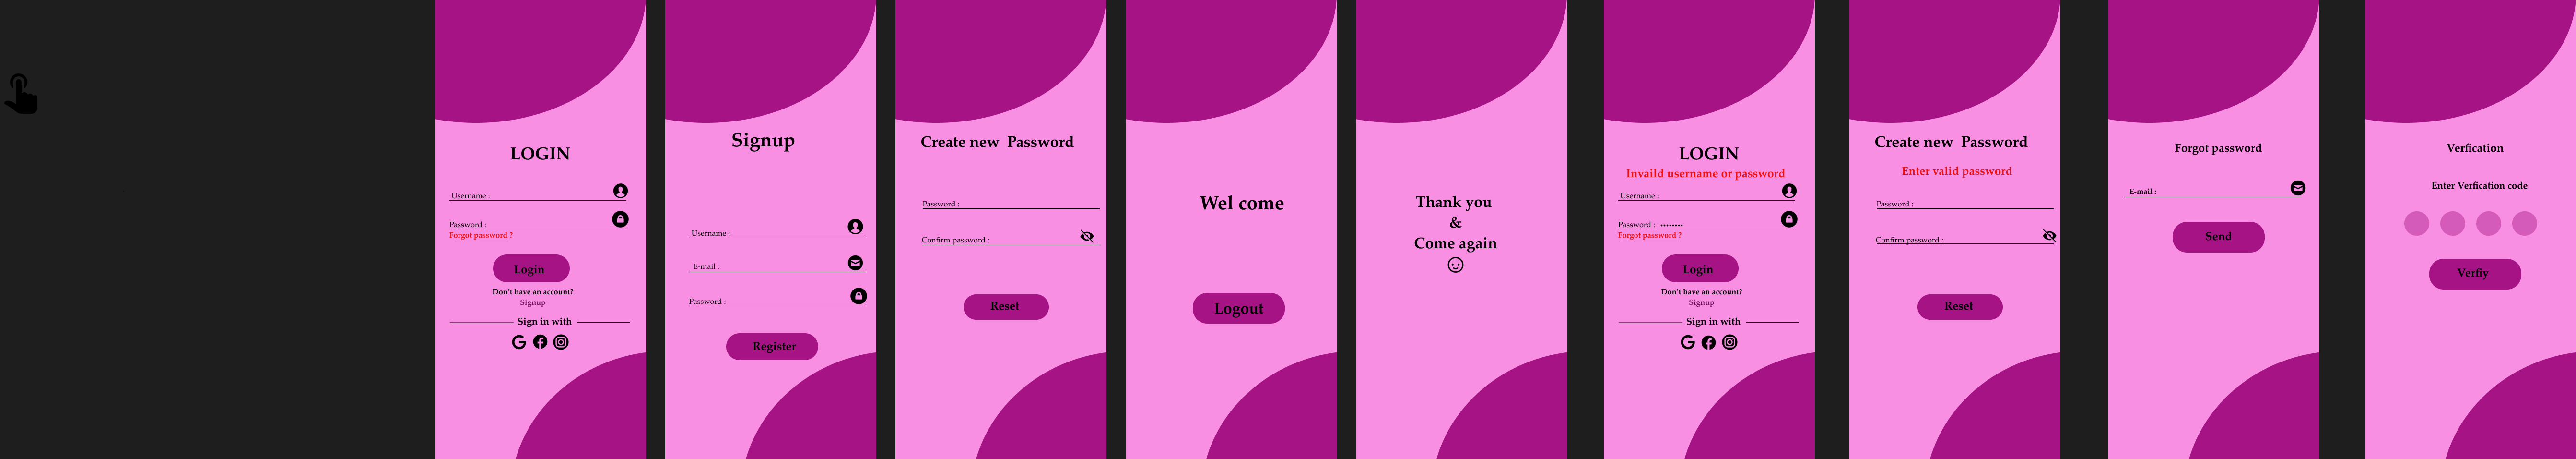 LOGIN
Username :
Password :
Forgot password ?
Login
Don't have an account?
Signup
Sign in with
Signup
Username :
E-mail :
Password :
Register
Create new Password
Password :
Confirm password :
Reset
Wel come
Logout
Thank you
&
Come again
LOGIN
Invaild username or password
Username :
Password : ••••••••
Forgot password ?
Login
Don't have an account?
Signup
Sign in with
Create new Password
Enter valid password
Password :
Confirm password :
Reset
Forgot password
E-mail :
Send
Verfication
Enter Verfication code
Verfiy